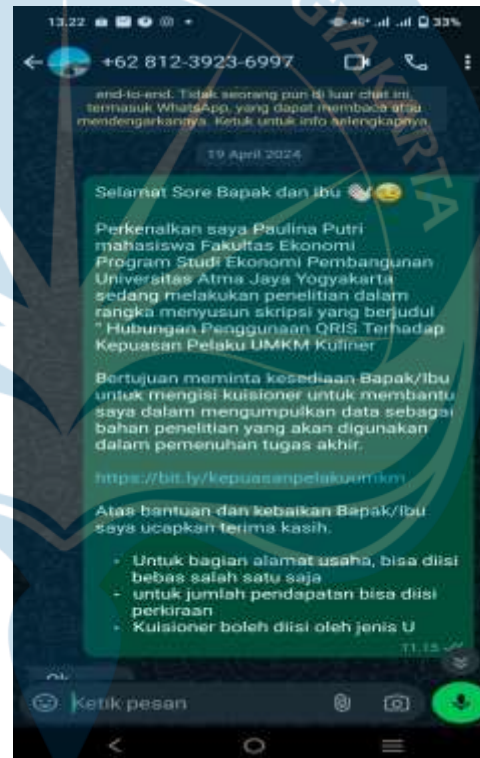 13.22
33%
+62 812-3923-6997
end-to-end. Tidak seorang pun di luar chat ini,
termasuk WhatsApp, yang dapat membaca atau
mendengarkannya. Ketuk untuk info selengkapnya.
19 April 2024
Selamat Sore Bapak dan Ibu 👋🏻😊
Perkenalkan saya Paulina Putri
mahasiswa Fakultas Ekonomi
Program Studi Ekonomi Pembangunan
Universitas Atma Jaya Yogyakarta
sedang melakukan penelitian dalam
rangka menyusun skripsi yang berjudul
" Hubungan Penggunaan QRIS Terhadap
Kepuasan Pelaku UMKM Kuliner
Bertujuan meminta kesediaan Bapak/Ibu
untuk mengisi kuisioner untuk membantu
saya dalam mengumpulkan data sebagai
bahan penelitian yang akan digunakan
dalam pemenuhan tugas akhir.
https://bit.ly/kepuasanpelakuumkm
Atas bantuan dan kebaikan Bapak/Ibu
saya ucapkan terima kasih.
- Untuk bagian alamat usaha, bisa diisi
bebas salah satu saja
- untuk jumlah pendapatan bisa diisi
perkiraan
- Kuisioner boleh diisi oleh jenis U
11.15
Ok
Ketik pesan